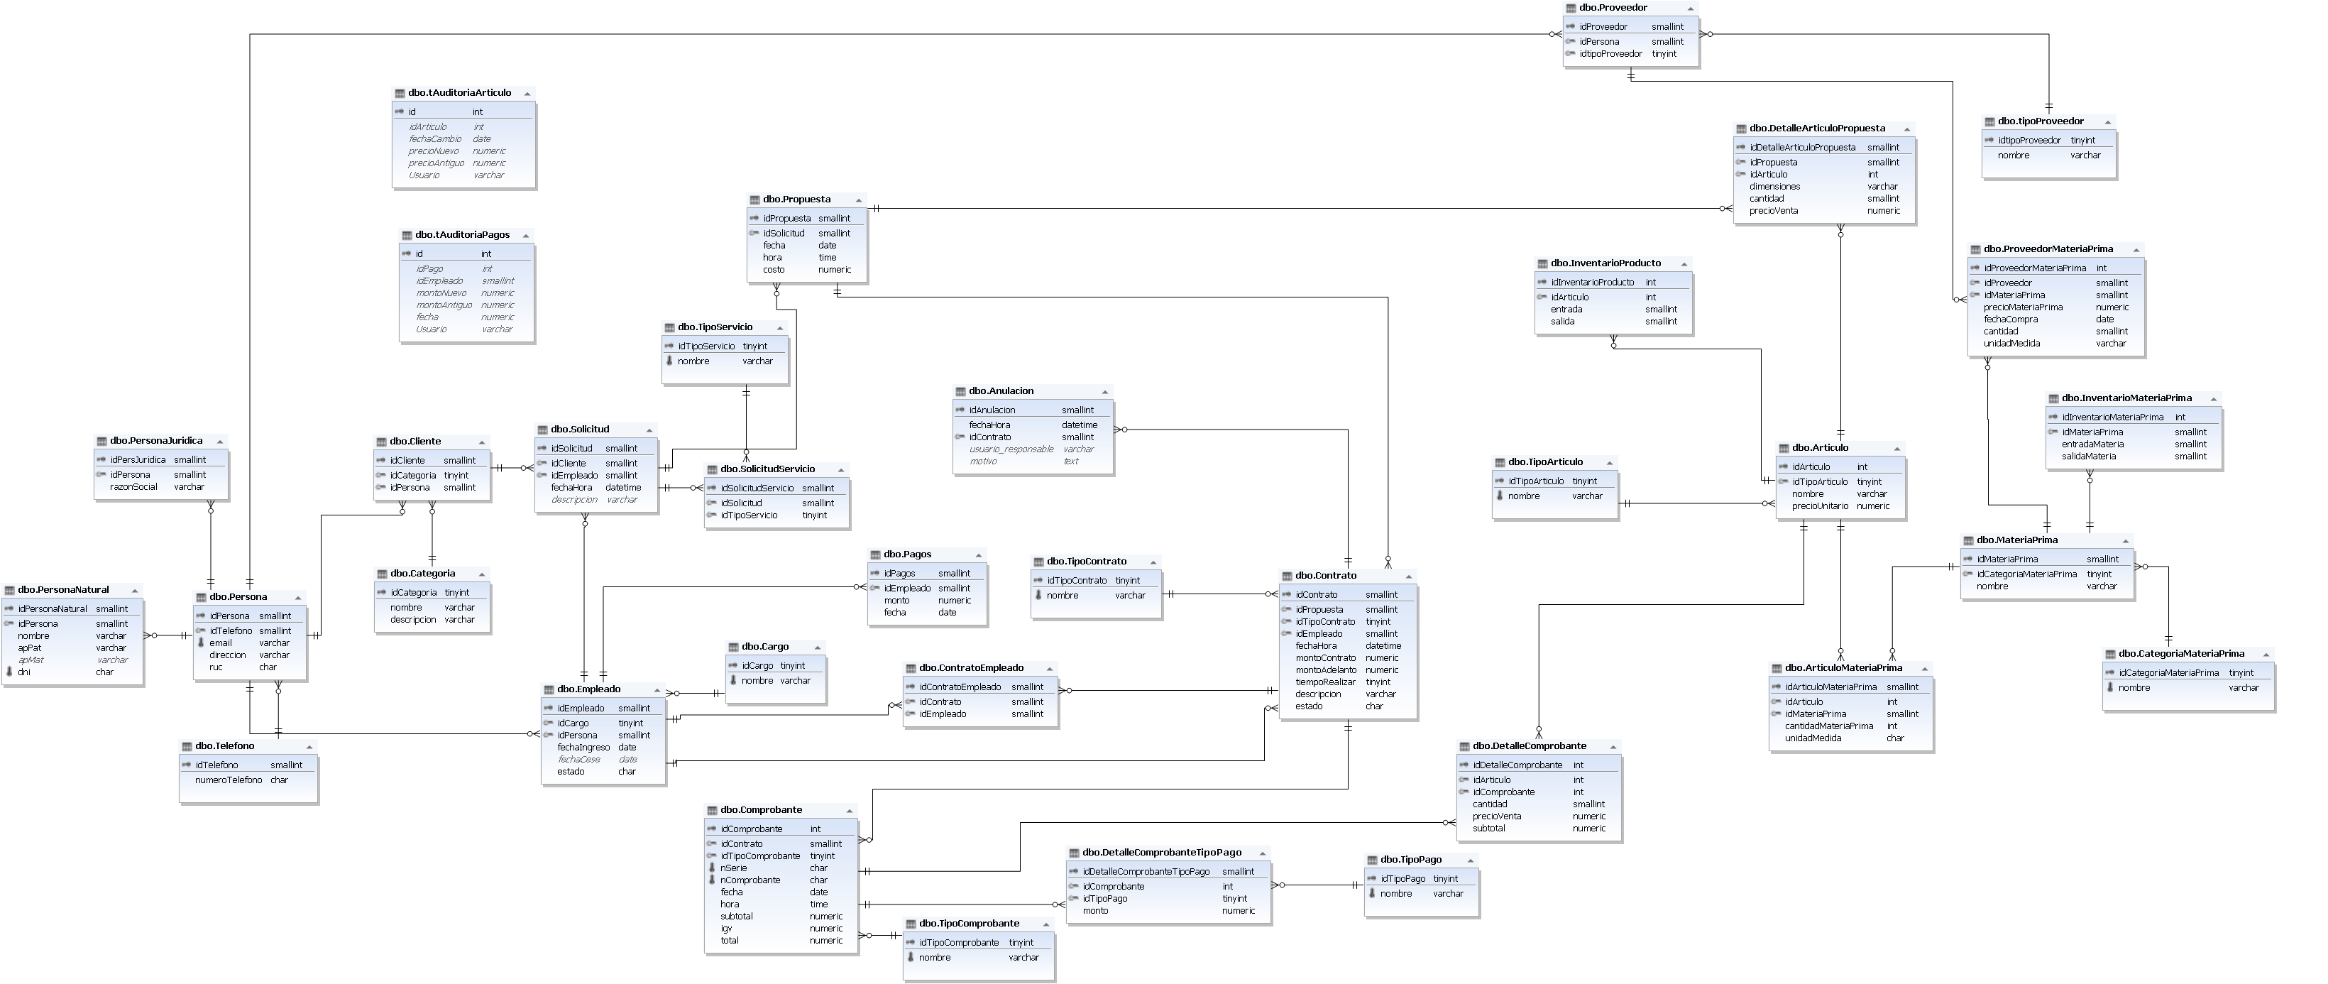 dbo.Proveedor
idProveedor smallint
idPersona smallint
idtipoProveedor tinyint
dbo.tAuditoriaArticulo
id int
idArticulo int
fechaCambio date
precioNuevo numeric
precioAntiguo numeric
Usuario varchar
dbo.tipoProveedor
idtipoProveedor tinyint
nombre varchar
dbo.DetalleArticuloPropuesta
idDetalleArticuloPropuesta smallint
idPropuesta smallint
idArticulo int
dimensiones varchar
cantidad smallint
precioVenta numeric
dbo.Propuesta
idPropuesta smallint
idSolicitud smallint
fecha date
hora time
costo numeric
dbo.tAuditoriaPagos
id int
idPago int
idEmpleado smallint
montoNuevo numeric
montoAntiguo numeric
fecha numeric
Usuario varchar
dbo.ProveedorMateriaPrima
idProveedorMateriaPrima int
idProveedor smallint
idMateriaPrima smallint
precioMateriaPrima numeric
fechaCompra date
cantidad smallint
unidadMedida varchar
dbo.InventarioProducto
idInventarioProducto int
idArticulo int
entrada smallint
salida smallint
dbo.TipoServicio
idTipoServicio tinyint
nombre varchar
dbo.Anulacion
idAnulacion smallint
fechaHora datetime
idContrato smallint
usuario_responsable varchar
motivo text
dbo.InventarioMateriaPrima
idInventarioMateriaPrima int
idMateriaPrima smallint
entradaMateria smallint
salidaMateria smallint
dbo.PersonaJuridica
idPersJuridica smallint
idPersona smallint
razonSocial varchar
dbo.Cliente
idCliente smallint
idCategoria tinyint
idPersona smallint
dbo.Solicitud
idSolicitud smallint
idCliente smallint
idEmpleado smallint
fechaHora datetime
descripcion varchar
dbo.SolicitudServicio
idSolicitudServicio smallint
idSolicitud smallint
idTipoServicio tinyint
dbo.TipoArticulo
idTipoArticulo tinyint
nombre varchar
dbo.Articulo
idArticulo int
idTipoArticulo tinyint
nombre varchar
precioUnitario numeric
dbo.MateriaPrima
idMateriaPrima smallint
idCategoriaMateriaPrima tinyint
nombre varchar
dbo.Pagos
idPagos smallint
idEmpleado smallint
monto numeric
fecha date
dbo.TipoContrato
idTipoContrato tinyint
nombre varchar
dbo.Contrato
idContrato smallint
idPropuesta smallint
idTipoContrato tinyint
idEmpleado smallint
fechaHora datetime
montoContrato numeric
montoAdelanto numeric
tiempoRealizar tinyint
descripcion varchar
estado char
dbo.Categoria
idCategoria tinyint
nombre varchar
descripcion varchar
dbo.PersonaNatural
idPersonaNatural smallint
idPersona smallint
nombre varchar
apPat varchar
apMat varchar
dni char
dbo.Persona
idPersona smallint
idTelefono smallint
email varchar
direccion varchar
ruc char
dbo.Cargo
idCargo tinyint
nombre varchar
dbo.ContratoEmpleado
idContratoEmpleado smallint
idContrato smallint
idEmpleado smallint
dbo.ArticuloMateriaPrima
idArticuloMateriaPrima smallint
idArticulo int
idMateriaPrima smallint
cantidadMateriaPrima int
unidadMedida char
dbo.CategoriaMateriaPrima
idCategoriaMateriaPrima tinyint
nombre varchar
dbo.Empleado
idEmpleado smallint
idCargo tinyint
idPersona smallint
fechaIngreso date
fechaCese date
estado char
dbo.Telefono
idTelefono smallint
numeroTelefono char
dbo.DetalleComprobante
idDetalleComprobante int
idArticulo int
idComprobante int
cantidad smallint
precioVenta numeric
subtotal numeric
dbo.Comprobante
idComprobante int
idContrato smallint
idTipoComprobante tinyint
nSerie char
nComprobante char
fecha date
hora time
subtotal numeric
igv numeric
total numeric
dbo.DetalleComprobanteTipoPago
idDetalleComprobanteTipoPago smallint
idComprobante int
idTipoPago tinyint
monto numeric
dbo.TipoPago
idTipoPago tinyint
nombre varchar
dbo.TipoComprobante
idTipoComprobante tinyint
nombre varchar